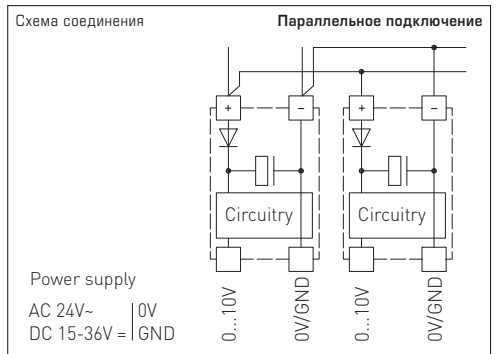 Схема соединения
Параллельное подключение
+ – + –
Circuitry Circuitry
Power supply
AC 24V~ 0V
DC 15-36V = GND
0...10V
0V/GND
0...10V
0V/GND